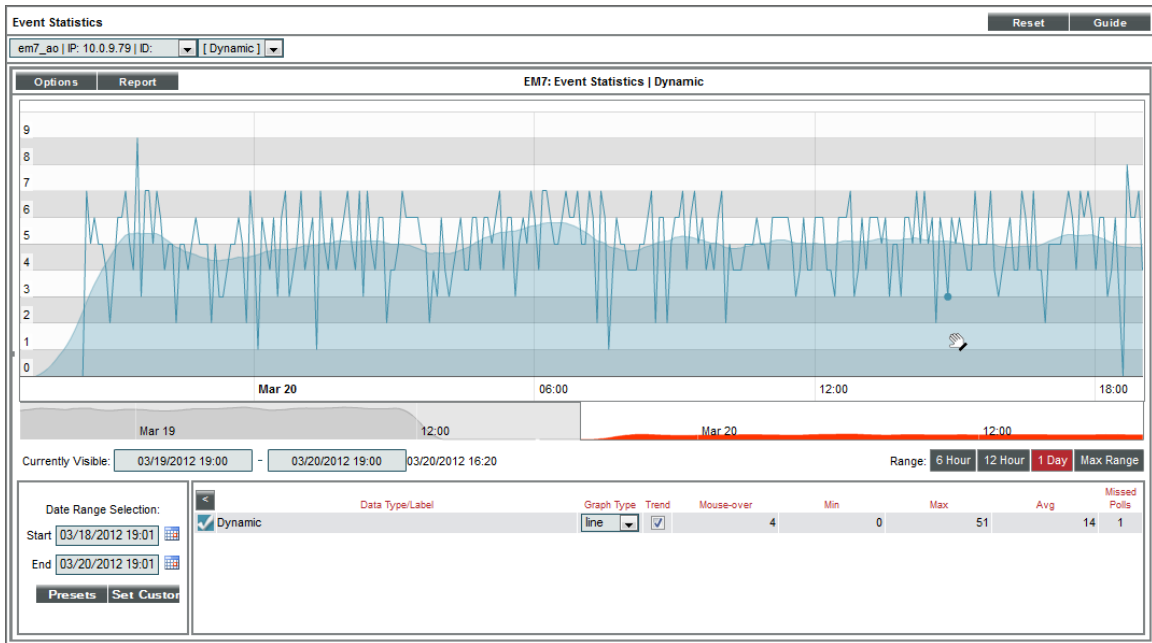 Event Statistics
Reset Guide
em7_ao | IP: 10.0.9.79 | ID: [ Dynamic ]
Options Report EM7: Event Statistics | Dynamic
9
8
7
6
5
4
3
2
1
0
Mar 20 06:00 12:00 18:00
Mar 19 12:00 Mar 20 12:00
Currently Visible: 03/19/2012 19:00 - 03/20/2012 19:00 03/20/2012 16:20 Range: 6 Hour 12 Hour 1 Day Max Range
Date Range Selection:
Start 03/18/2012 19:01
End 03/20/2012 19:01
Presets Set Custor
< Data Type/Label Graph Type Trend Mouse-over Min Max Avg Missed Polls
Dynamic line 4 0 51 14 1